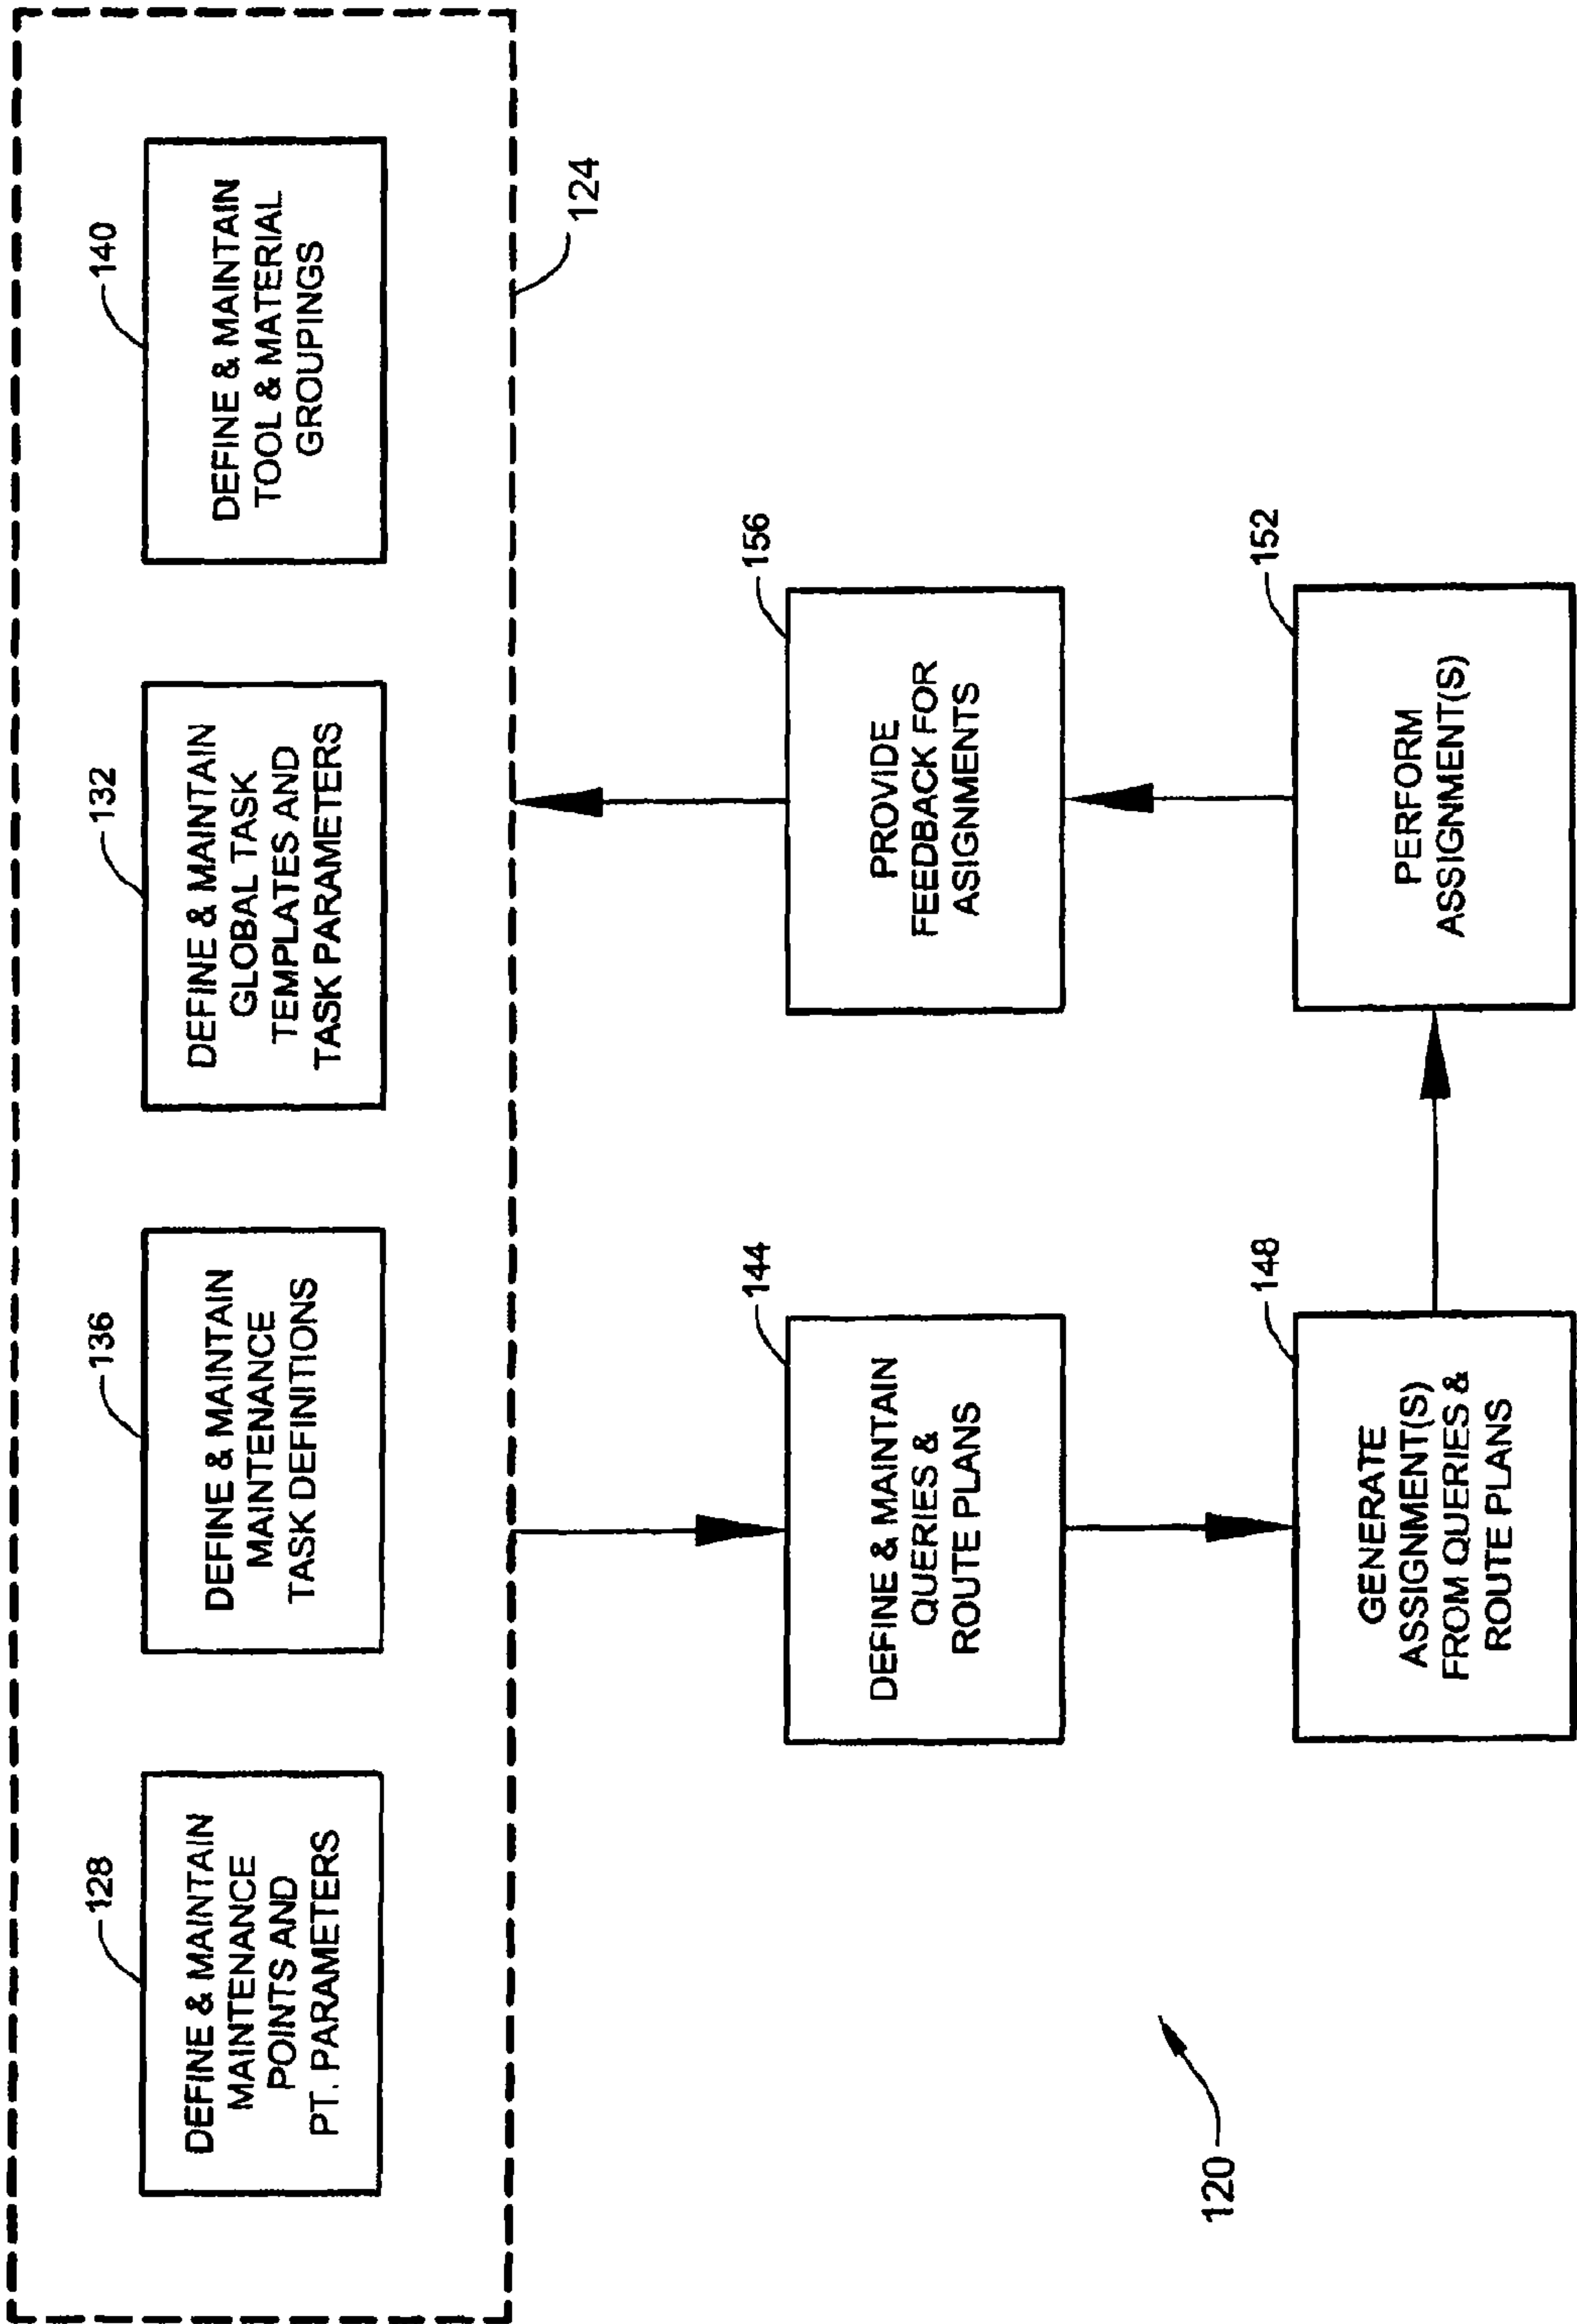 128
DEFINE & MAINTAIN
MAINTENANCE
POINTS AND
PT. PARAMETERS
136
DEFINE & MAINTAIN
MAINTENANCE
TASK DEFINITIONS
132
DEFINE & MAINTAIN
GLOBAL TASK
TEMPLATES AND
TASK PARAMETERS
140
DEFINE & MAINTAIN
TOOL & MATERIAL
GROUPINGS
124
144
DEFINE & MAINTAIN
QUERIES &
ROUTE PLANS
156
PROVIDE
FEEDBACK FOR
ASIGNMENTS
148
GENERATE
ASSIGNMENT(S)
FROM QUERIES &
ROUTE PLANS
152
PERFORM
ASSIGNMENT(S)
120